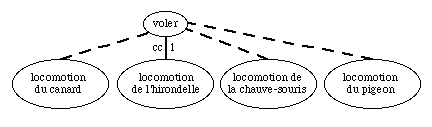 voler
cc 1
locomotion
du canard
locomotion
de l'hirondelle
locomotion de
la chauve-souris
locomotion
du pigeon